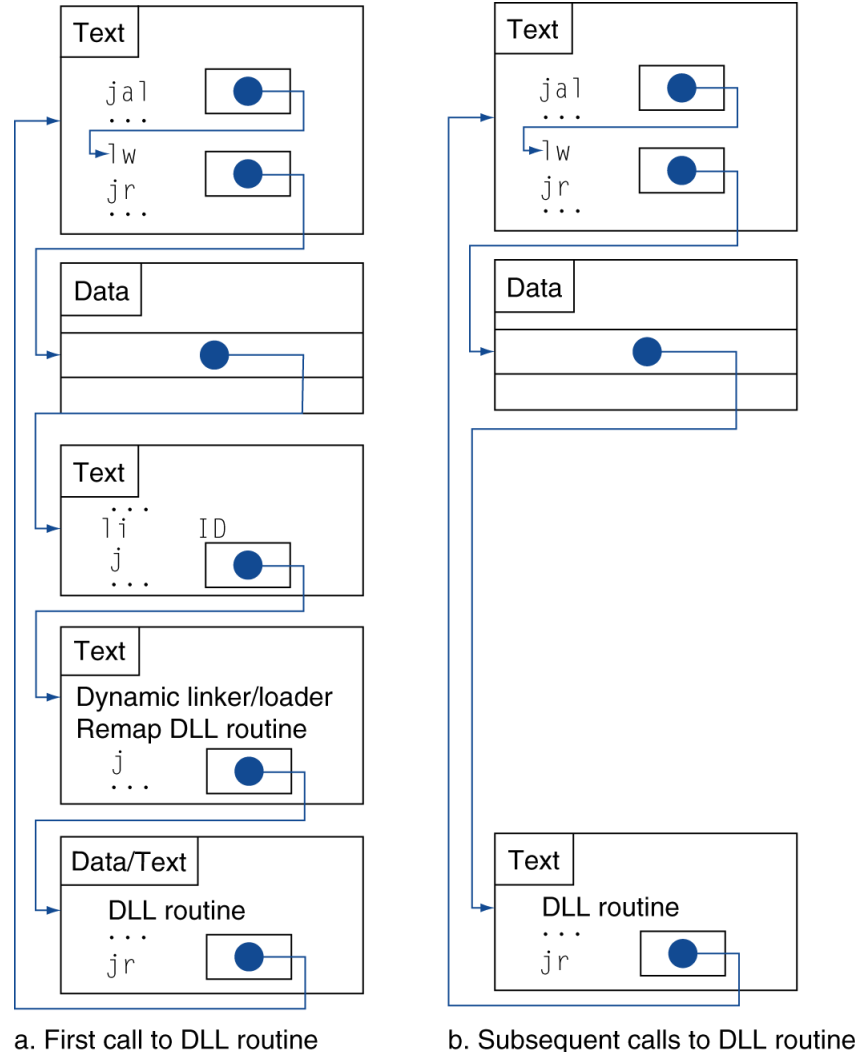 Text
jal
...
lw
jr
...
Data
Text
...
li ID
j
...
Text
Dynamic linker/loader
Remap DLL routine
j
...
Data/Text
DLL routine
...
jr
a. First call to DLL routine
Text
jal
...
lw
jr
...
Data
Text
DLL routine
...
jr
b. Subsequent calls to DLL routine